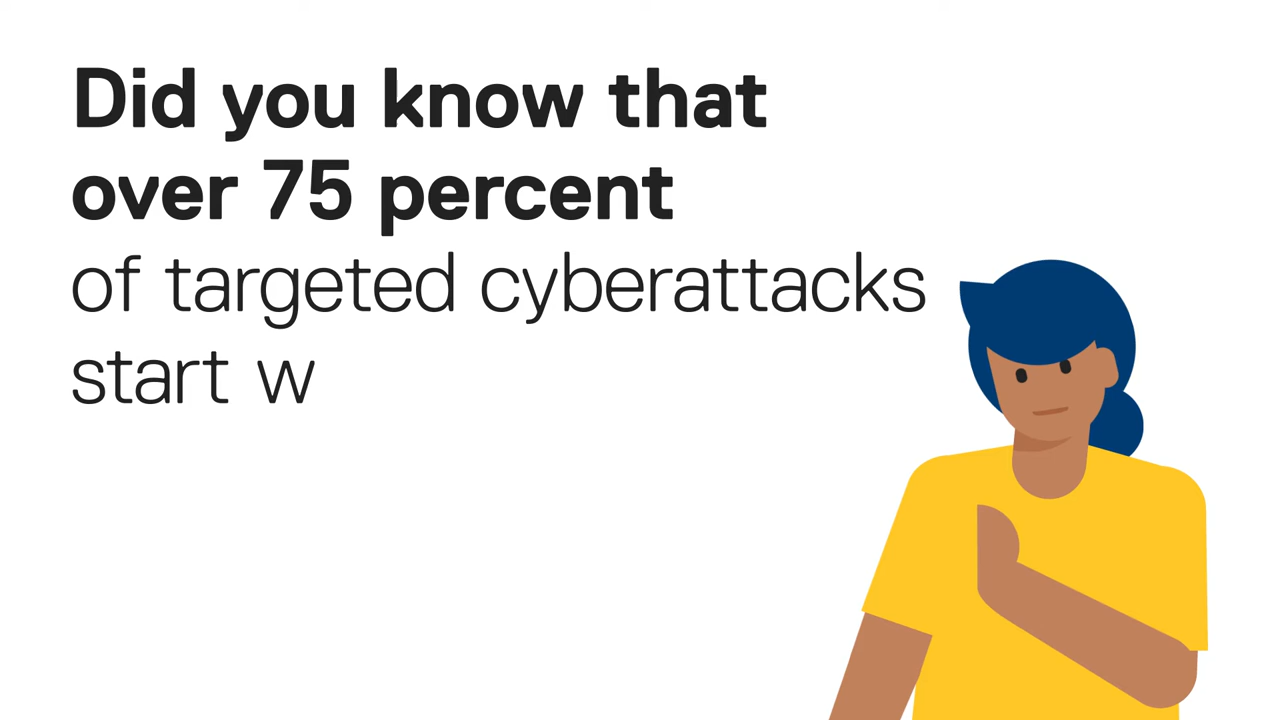 Did you know that
over 75 percent
of targeted cyberattacks
start w